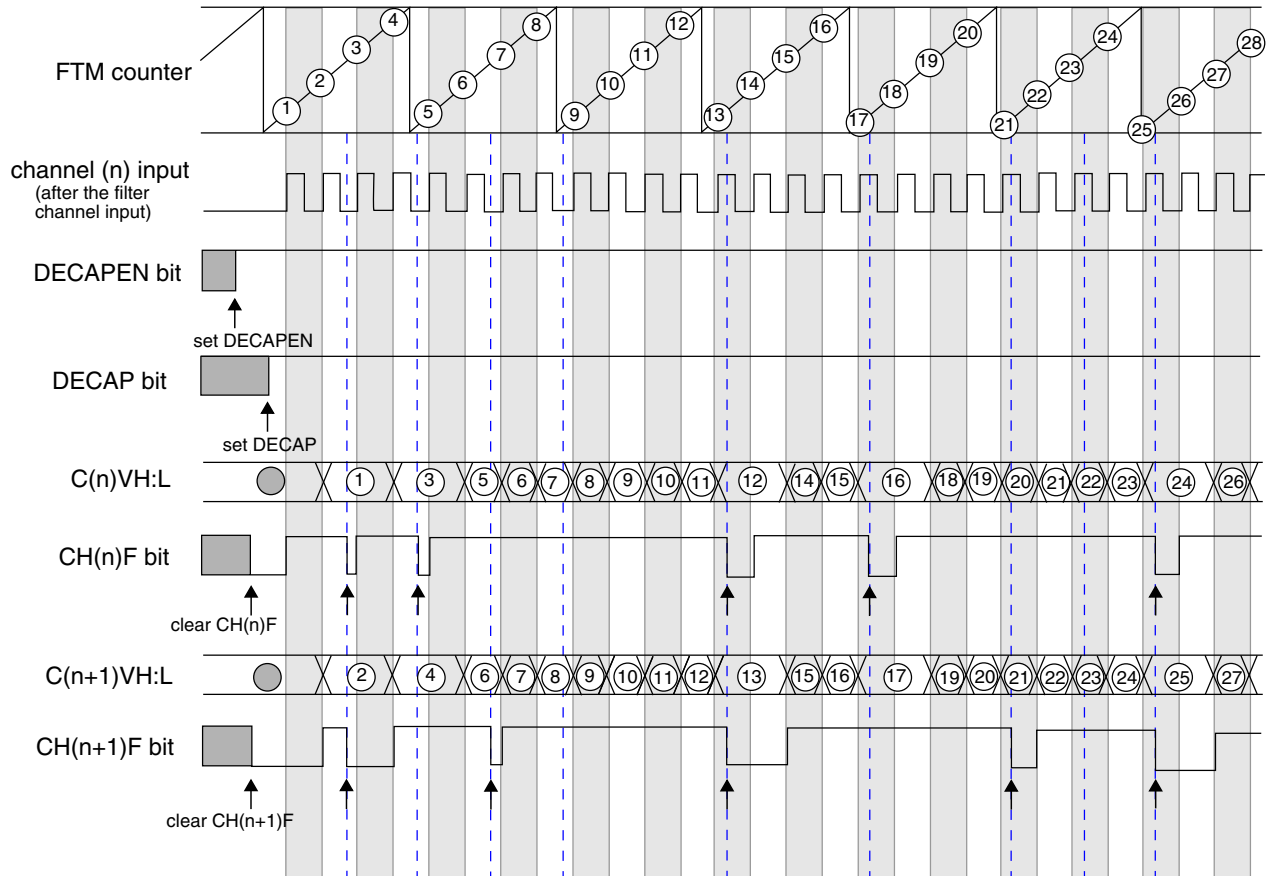 4 8 12 16 20 24 28
3 7 11 15 19 23 27
FTM counter
2 6 10 14 18 22 26
1 5 9 13 17 21 25
channel (n) input
(after the filter
channel input)
DECAPEN bit
set DECAPEN
DECAP bit
set DECAP
C(n)VH:L 1 3 5 6 7 8 9 10 11 12 14 15 16 18 19 20 21 22 23 24 26
CH(n)F bit
clear CH(n)F
C(n+1)VH:L 2 4 6 7 8 9 10 11 12 13 15 16 17 19 20 21 22 23 24 25 27
CH(n+1)F bit
clear CH(n+1)F